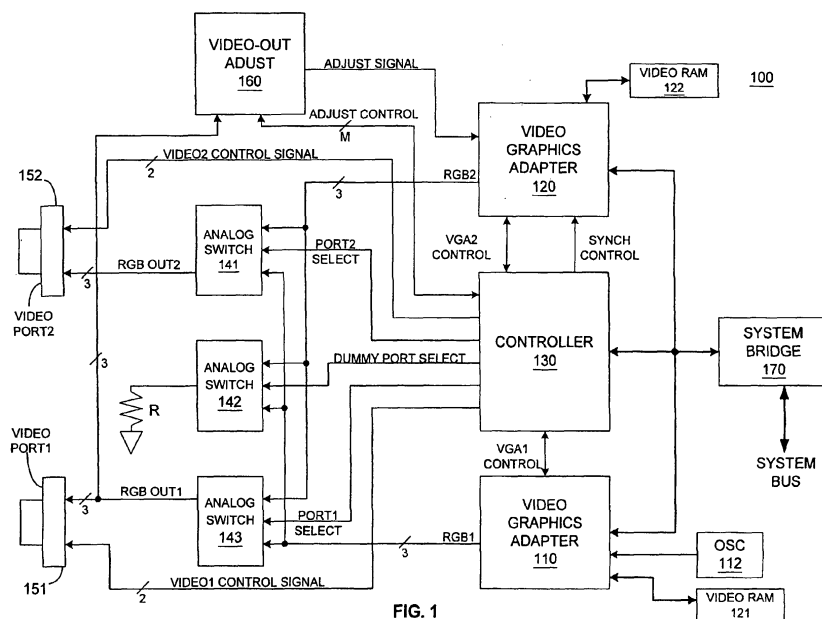 VIDEO-OUT
ADUST
160
ADJUST SIGNAL
VIDEO RAM
122
100
ADJUST CONTROL
M
VIDEO
GRAPHICS
ADAPTER
120
VIDEO2 CONTROL SIGNAL
2
152
RGB2
3
ANALOG
SWITCH
141
PORT2
SELECT
VGA2
CONTROL
SYNCH
CONTROL
RGB OUT2
3
VIDEO
PORT2
CONTROLLER
130
SYSTEM
BRIDGE
170
3
ANALOG
SWITCH
142
DUMMY PORT SELECT
R
VIDEO
PORT1
VGA1
CONTROL
SYSTEM
BUS
RGB OUT1
3
ANALOG
SWITCH
143
PORT1
SELECT
VIDEO
GRAPHICS
ADAPTER
110
RGB1
3
OSC
112
151
VIDEO1 CONTROL SIGNAL
2
VIDEO RAM
121
FIG. 1